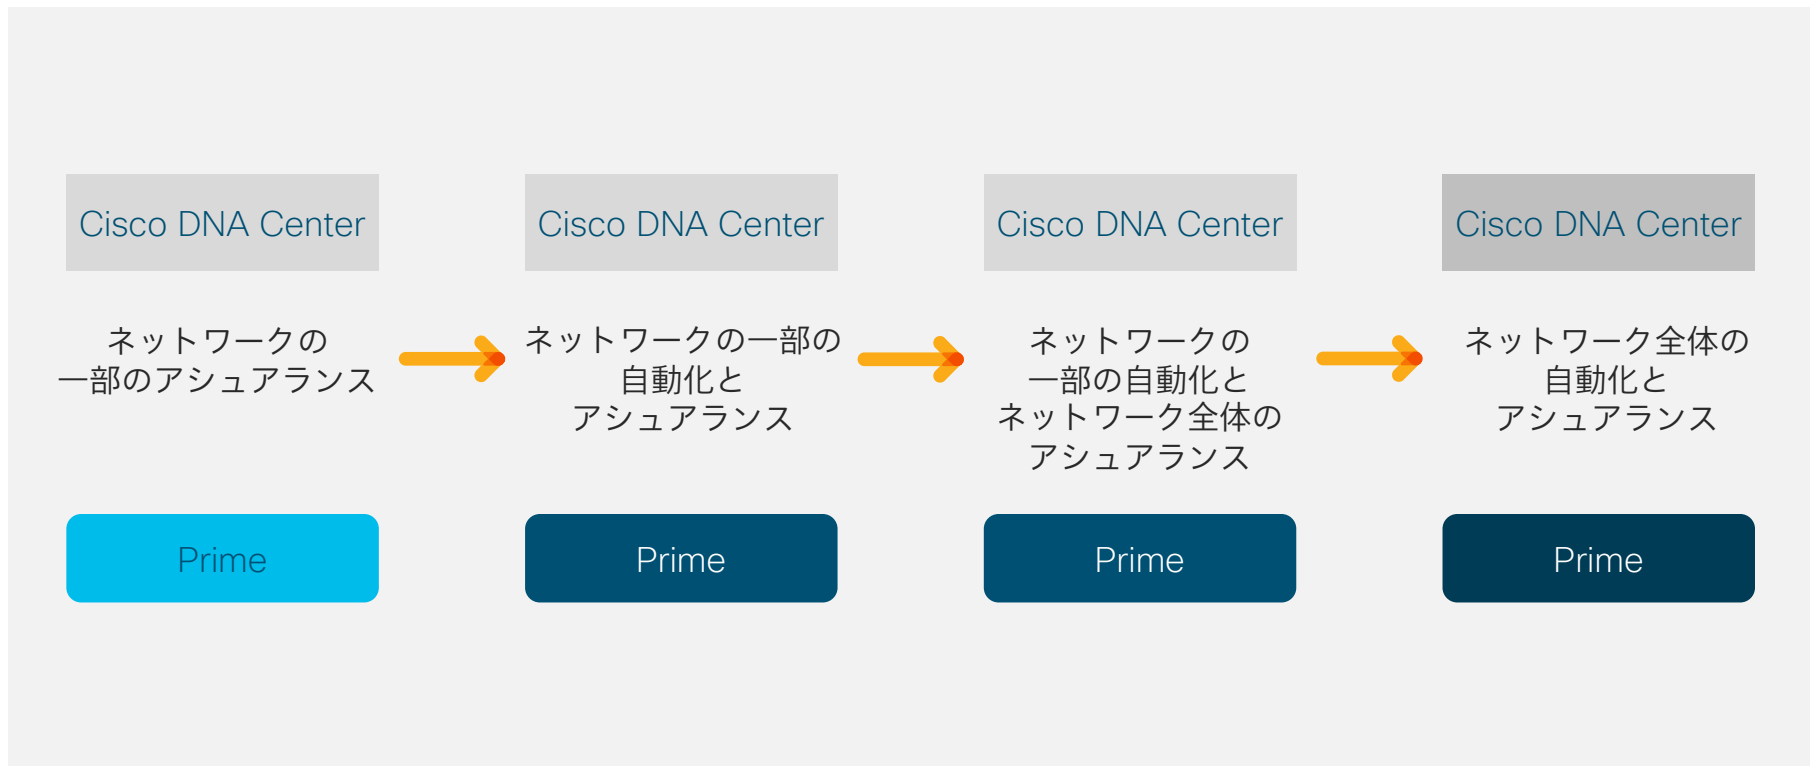 Cisco DNA Center
ネットワークの
一部のアシュアランス
Prime
Cisco DNA Center
ネットワークの一部の
自動化と
アシュアランス
Prime
Cisco DNA Center
ネットワークの
一部の自動化と
ネットワーク全体の
アシュアランス
Prime
Cisco DNA Center
ネットワーク全体の
自動化と
アシュアランス
Prime